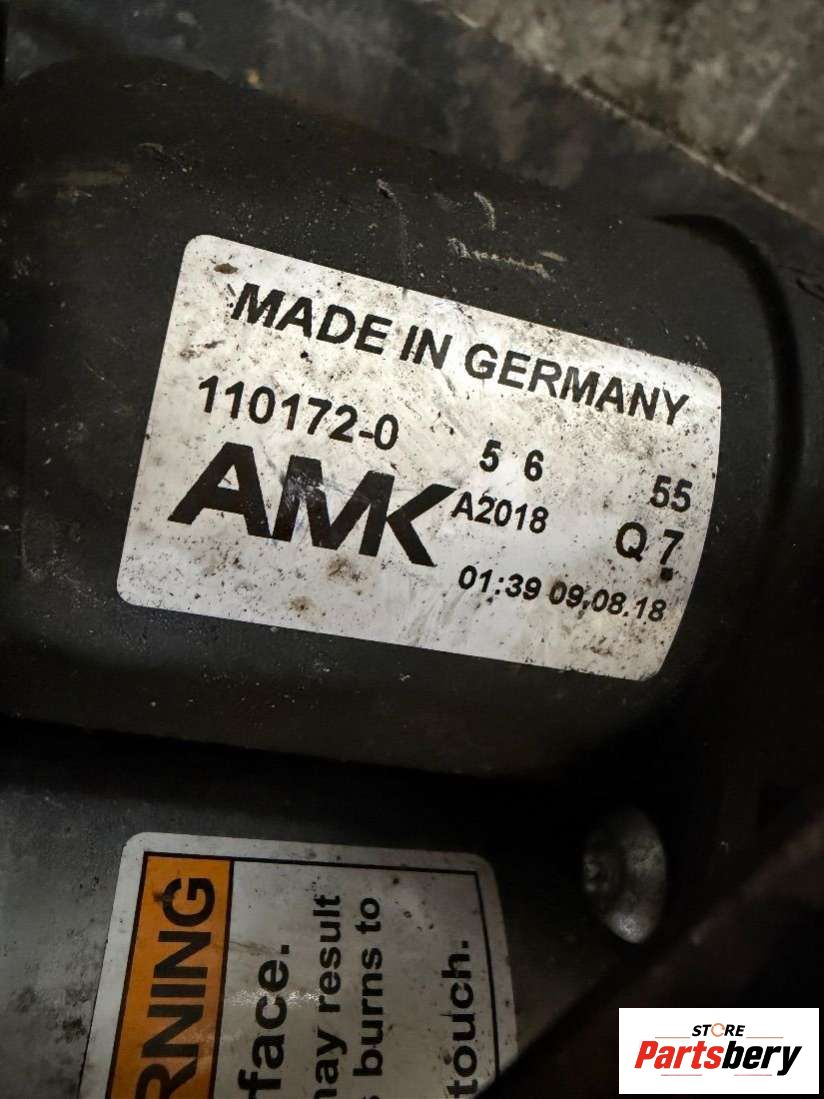 MADE IN GERMANY
110172-0 5 6 55
AMK A2018 Q 7
01:39 09.08.18
RNING
face.
may result
burns to
touch.
STORE
Partsbery